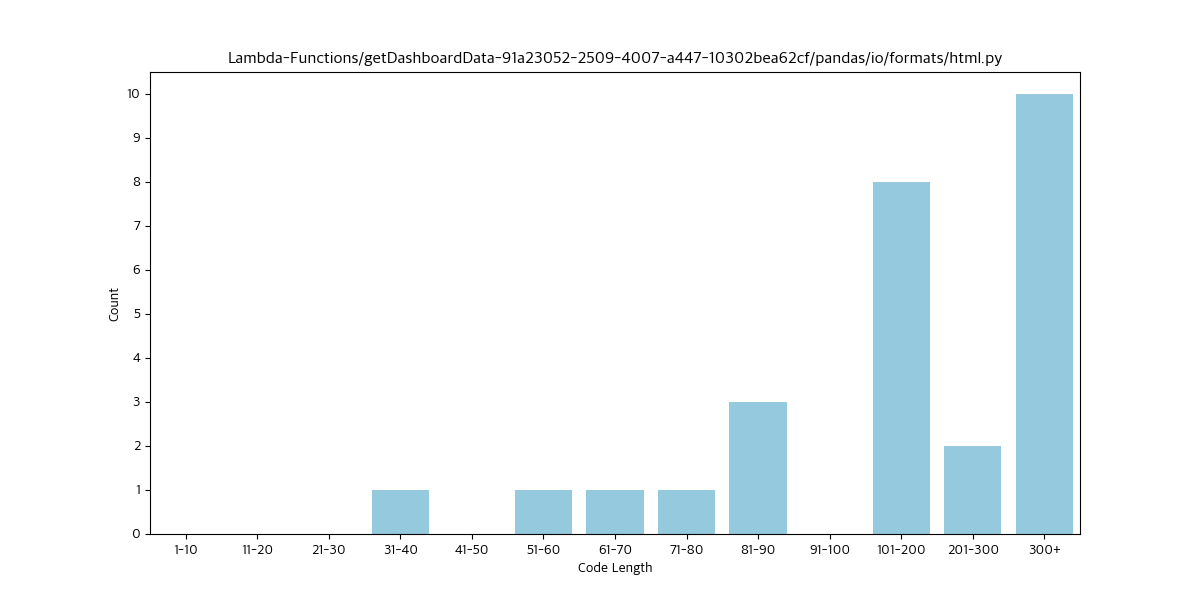 Lambda-Functions/getDashboardData-91a23052-2509-4007-a447-10302bea62cf/pandas/io/formats/html.py
10
9
8
7
6
5
4
3
2
1
0
Count
1-10 11-20 21-30 31-40 41-50 51-60 61-70 71-80 81-90 91-100 101-200 201-300 300+
Code Length